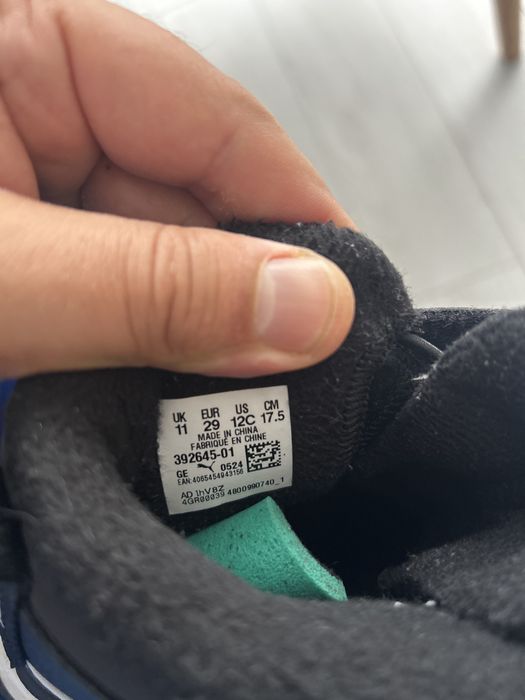 UK EUR US CM
11 29 12C 17.5
MADE IN CHINA
FABRIQUÉ EN CHINE
392645-01
GE 0524
EAN:4065454943156
AD 1hV8Z
4GR00039 4800990740_1